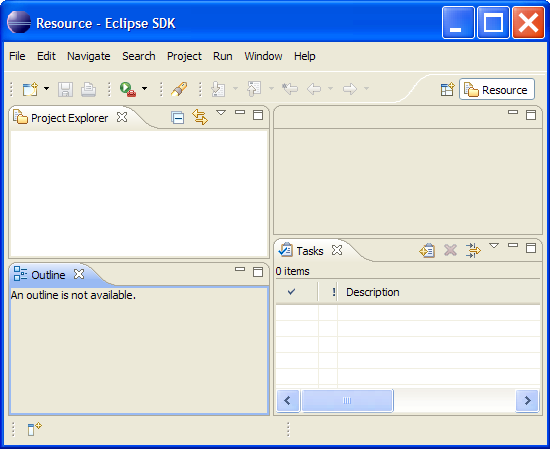 Resource - Eclipse SDK
File Edit Navigate Search Project Run Window Help
Resource
Project Explorer
Tasks
0 items
! Description
Outline
An outline is not available.